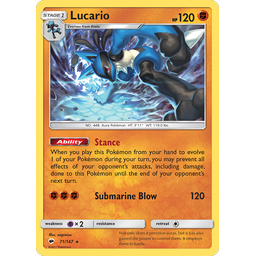 STAGE 1
Lucario
HP 120
Evolves from Riolu
NO. 448 Aura Pokémon HT: 3'11" WT: 119.0 lbs.
Ability Stance
When you play this Pokémon from your hand to evolve
1 of your Pokémon during your turn, you may prevent all
effects of your opponent's attacks, including damage,
done to this Pokémon until the end of your opponent's
next turn.
Submarine Blow 120
weakness ×2 resistance retreat
71/147